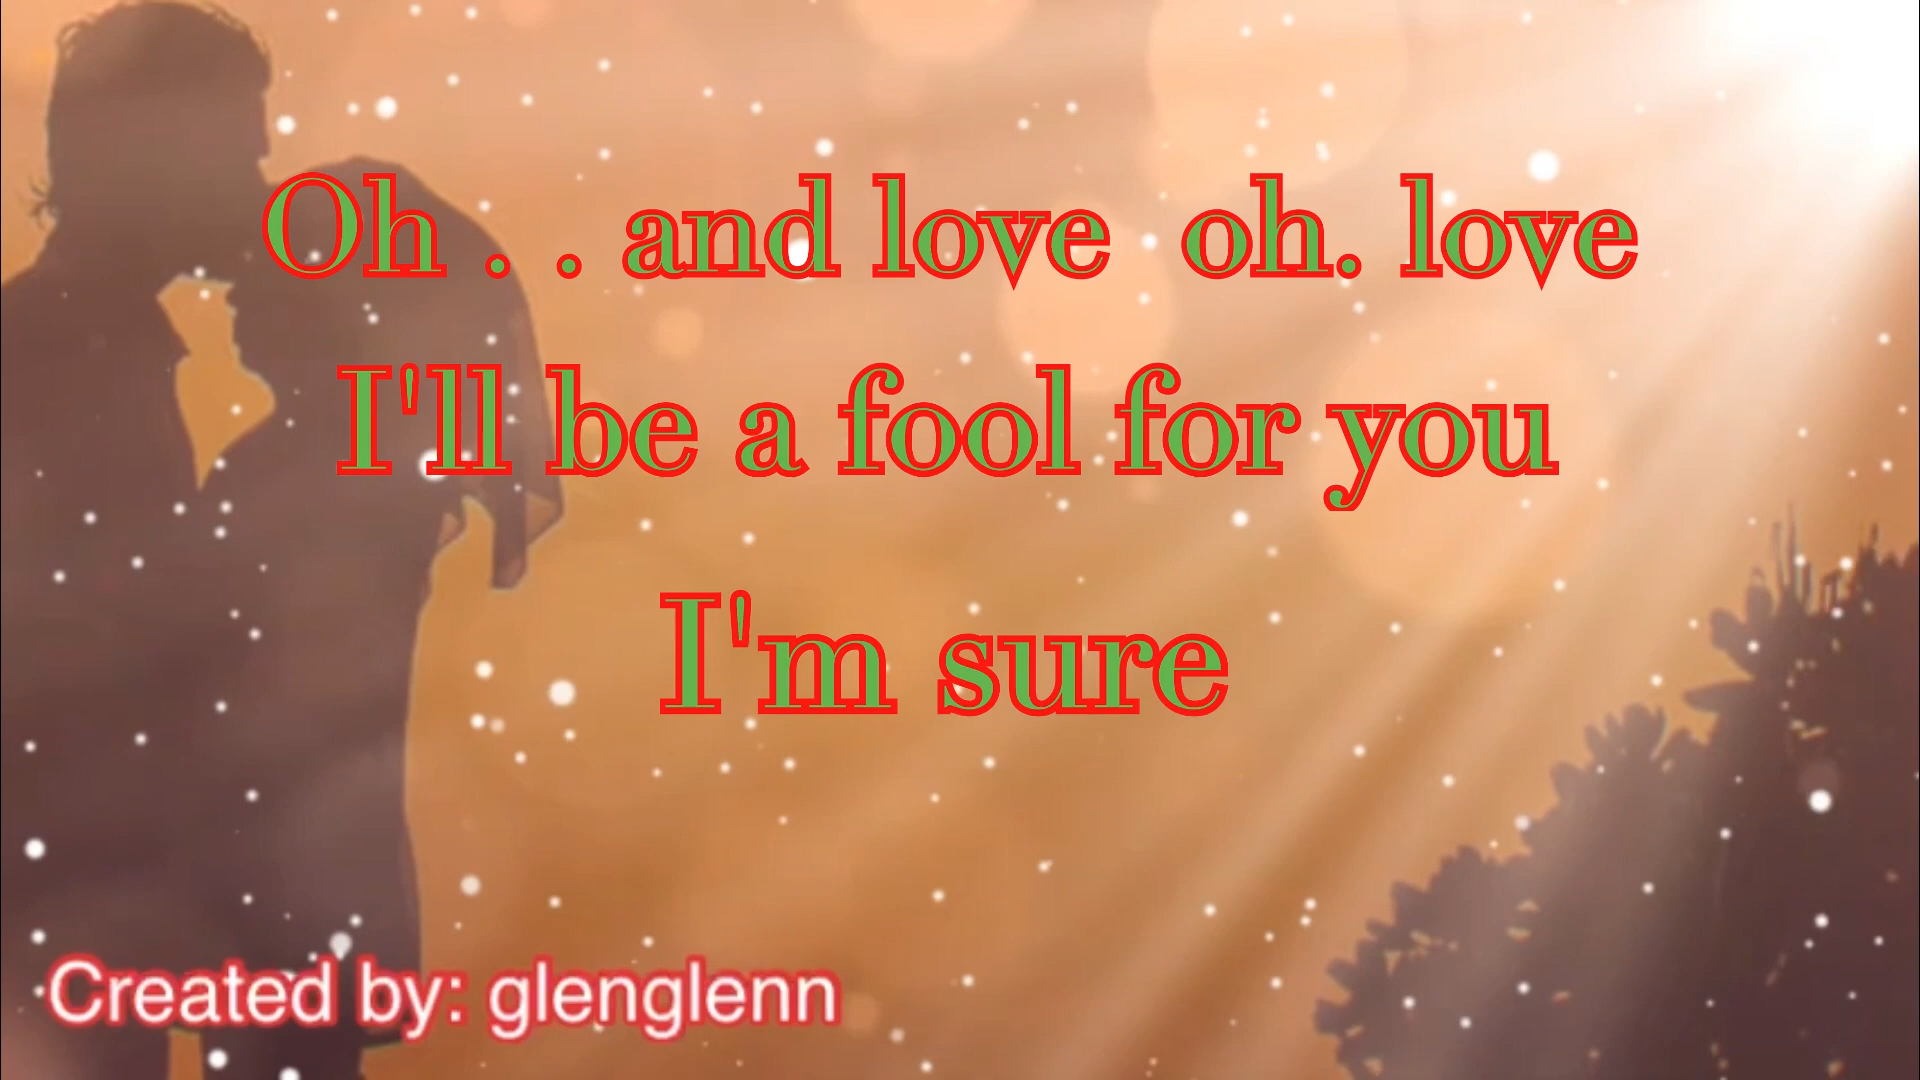 Oh . . and love  oh. love
I'll be a fool for you
I'm sure
Created by: glenglenn